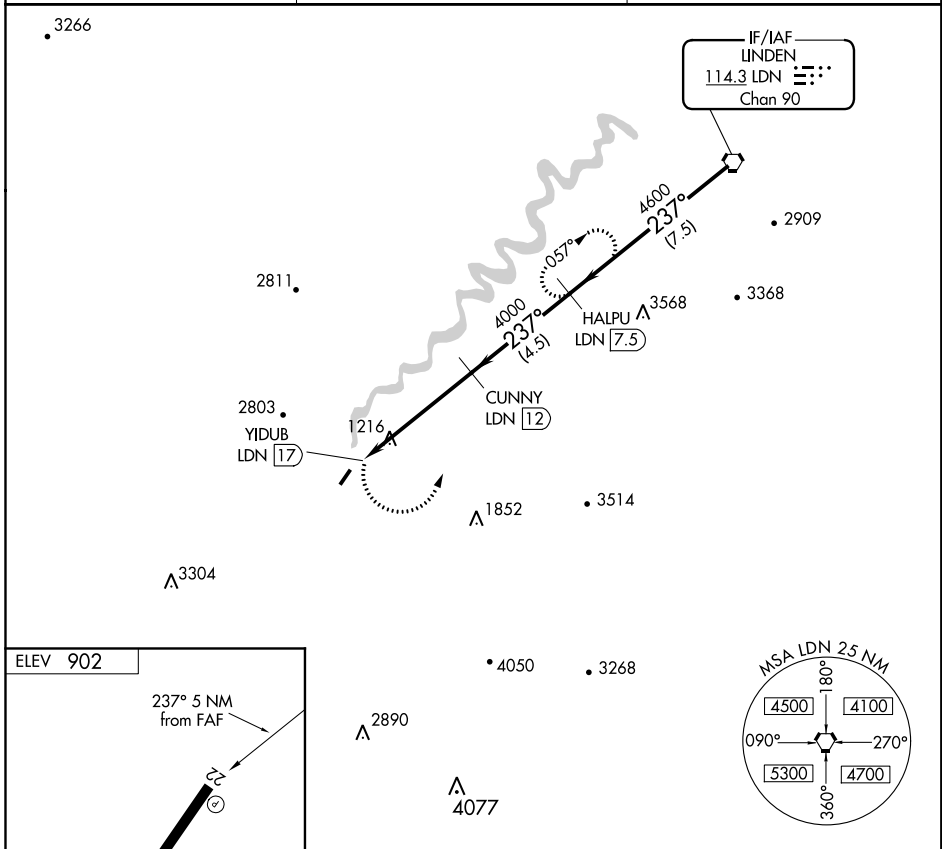 3266
IF/IAF
LINDEN
114.3 LDN
Chan 90
4600
237°
(7.5)
2909
057°
2811
3568
3368
HALPU
LDN 7.5
4000
237°
(4.5)
CUNNY
LDN 12
2803
1216
YIDUB
LDN 17
1852
3514
3304
ELEV 902
237° 5 NM
from FAF
22
P
4050
3268
2890
4077
MSA LDN 25 NM
180°
4500
4100
090°
270°
5300
4700
360°